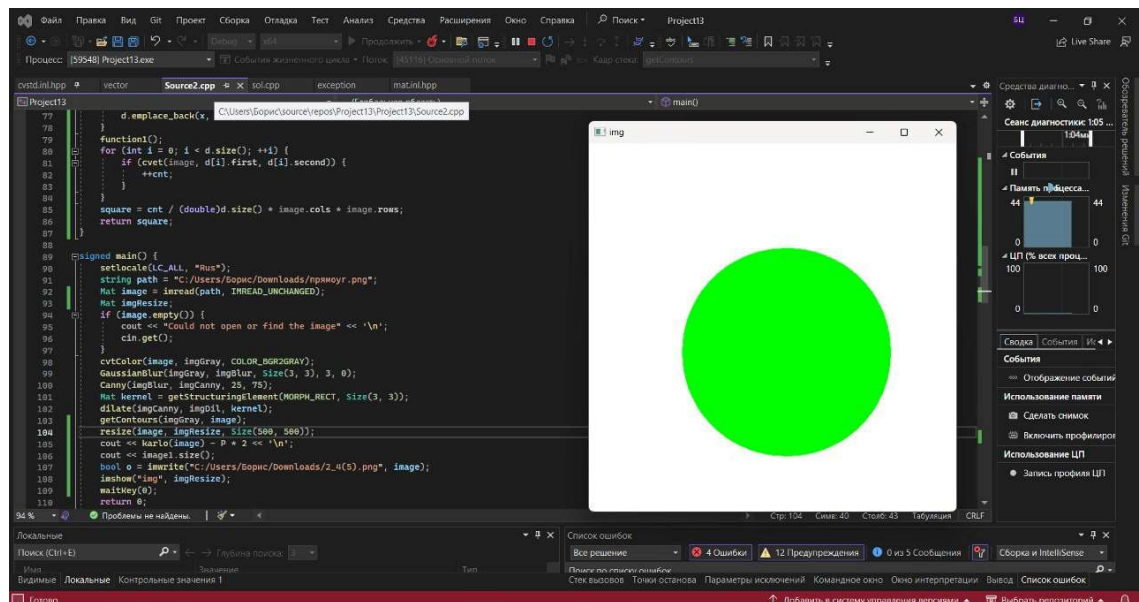 Файл Правка Вид Git Проект Сборка Отладка Тест Анализ Средства Расширения Окно Справка Поиск Project13 БЦ
Debug x64 Продолжить Live Share
Процесс: [59548] Project13.exe События жизненного цикла Поток: [45116] Основной поток Кадр стека: getContours
cvstd.inl.hpp vector Source2.cpp soi.cpp exception mat.inl.hpp
Project13 main()
C:\Users\Борис\source\repos\Project13\Project13\Source2.cpp
77 d.emplace_back(x,
78 }
79 function1();
80 for (int i = 0; i < d.size(); ++i) {
81 if (cvet(image, d[i].first, d[i].second)) {
82 ++cnt;
83 }
84 }
85 square = cnt / (double)d.size() * image.cols * image.rows;
86 return square;
87 }
88
89 signed main() {
90 setlocale(LC_ALL, "Rus");
91 string path = "C:/Users/Борис/Downloads/прямоуг.png";
92 Mat image = imread(path, IMREAD_UNCHANGED);
93 Mat imgResize;
94 if (image.empty()) {
95 cout << "Could not open or find the image" << '\n';
96 cin.get();
97 }
98 cvtColor(image, imgGray, COLOR_BGR2GRAY);
99 GaussianBlur(imgGray, imgBlur, Size(3, 3), 3, 0);
100 Canny(imgBlur, imgCanny, 25, 75);
101 Mat kernel = getStructuringElement(MORPH_RECT, Size(3, 3));
102 dilate(imgCanny, imgDil, kernel);
103 getContours(imgGray, image);
104 resize(image, imgResize, Size(500, 500));
105 cout << karlo(image) - P * 2 << '\n';
106 cout << image1.size();
107 bool o = imwrite("C:/Users/Борис/Downloads/2_4(5).png", image);
108 imshow("img", imgResize);
109 waitKey(0);
110 return 0;
img
94 % Проблемы не найдены. Стр: 104 Симв: 40 Столб: 43 Табуляция CRLF
Средства диагно...
Сеанс диагностики: 1:05 ...
События
44 44
0 0
ЦП (% всех проц...
100 100
0 0
Сводка События
События
Отображение событий
Использование памяти
Сделать снимок
Включить профилиров
Использование ЦП
Запись профиля ЦП
Обозреватель решений
Изменения Git
Локальные
Поиск (Ctrl+E) Глубина поиска: 3
Имя Значение Тип
Видимые Локальные Контрольные значения 1
Список ошибок
Все решение 4 Ошибки 12 Предупреждения 0 из 5 Сообщения Сборка и IntelliSense
Поиск по списку ошибок
Стек вызовов Точки останова Параметры исключений Командное окно Окно интерпретации Вывод Список ошибок
Готово Добавить в систему управления версиями Выбрать репозиторий